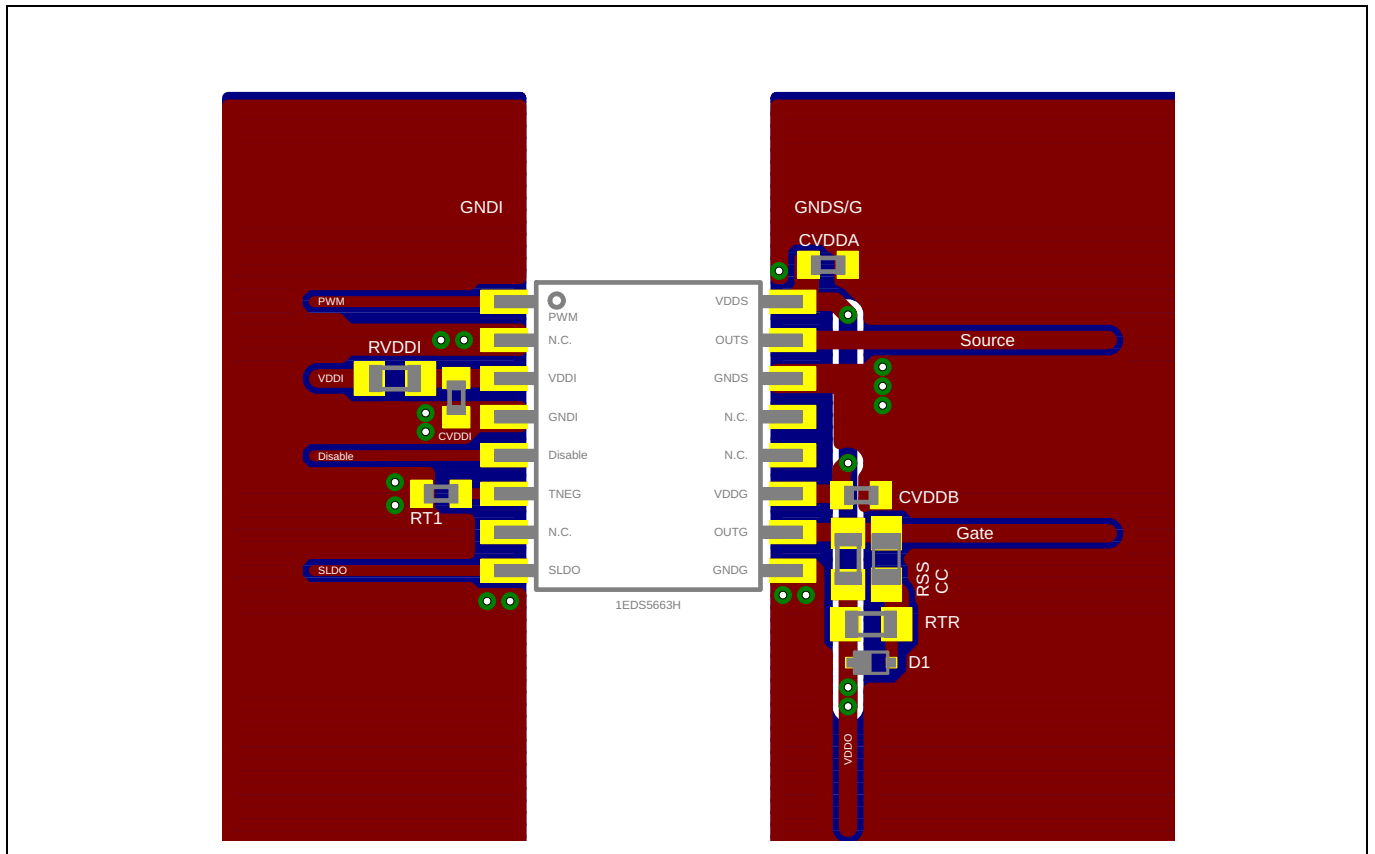 GNDI
GNDS/G
CVDDA
PWM
PWM
VDDS
N.C.
OUTS
Source
RVDDI
VDDI
VDDI
GNDS
GNDI
N.C.
CVDDI
Disable
Disable
N.C.
TNEG
VDDG
CVDDB
RT1
N.C.
OUTG
Gate
SLDO
SLDO
GNDG
RSS
CC
1EDS5663H
RTR
D1
VDDO